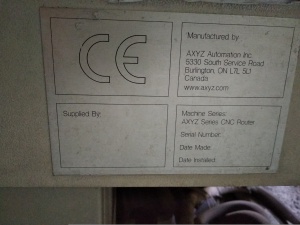 CE
Manufactured by:
AXYZ Automation Inc.
5330 South Service Road
Burlington, ON L7L 5L1
Canada
www.axyz.com
Supplied By:
Machine Series:
AXYZ Series CNC Router
Serial Number:
Date Made:
Date Installed: